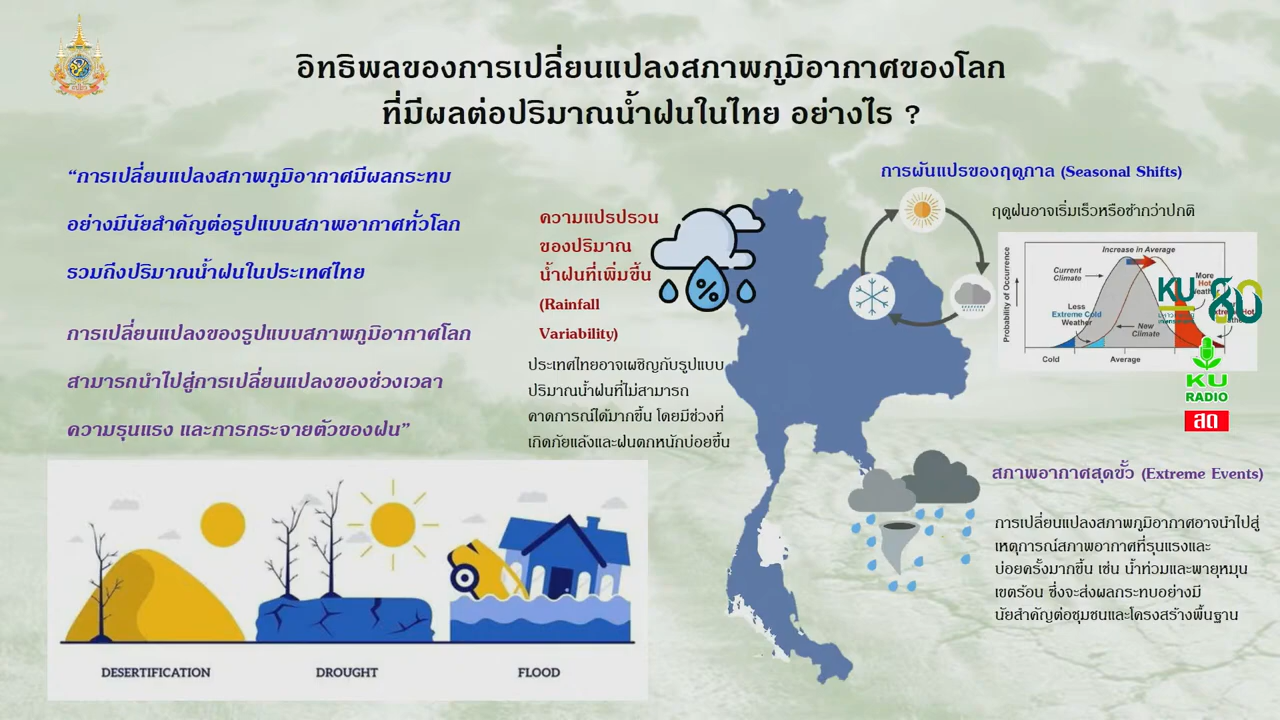 อิทธิพลของการเปลี่ยนแปลงสภาพภูมิอากาศของโลก
ที่มีผลต่อปริมาณน้ำฝนในไทย อย่างไร ?
“การเปลี่ยนแปลงสภาพภูมิอากาศมีผลกระทบ
อย่างมีนัยสำคัญต่อรูปแบบสภาพอากาศทั่วโลก
รวมถึงปริมาณน้ำฝนในประเทศไทย
การเปลี่ยนแปลงของรูปแบบสภาพภูมิอากาศโลก
สามารถนำไปสู่การเปลี่ยนแปลงของช่วงเวลา
ความรุนแรง และการกระจายตัวของฝน”
DESERTIFICATION
DROUGHT
FLOOD
ความแปรปรวน
ของปริมาณ
น้ำฝนที่เพิ่มขึ้น
(Rainfall
Variability)
%
ประเทศไทยอาจเผชิญกับรูปแบบ
ปริมาณน้ำฝนที่ไม่สามารถ
คาดการณ์ได้มากขึ้น โดยมีช่วงที่
เกิดภัยแล้งและฝนตกหนักบ่อยขึ้น
การผันแปรของฤดูกาล (Seasonal Shifts)
ฤดูฝนอาจเริ่มเร็วหรือช้ากว่าปกติ
Increase in Average
Probability of Occurrence
Current
Climate
More
Hot
Less
Extreme Cold
Weather
New
Climate
Cold
Average
KU
KU
RADIO
สด
สภาพอากาศสุดขั้ว (Extreme Events)
การเปลี่ยนแปลงสภาพภูมิอากาศอาจนำไปสู่
เหตุการณ์สภาพอากาศที่รุนแรงและ
บ่อยครั้งมากขึ้น เช่น น้ำท่วมและพายุหมุน
เขตร้อน ซึ่งจะส่งผลกระทบอย่างมี
นัยสำคัญต่อชุมชนและโครงสร้างพื้นฐาน